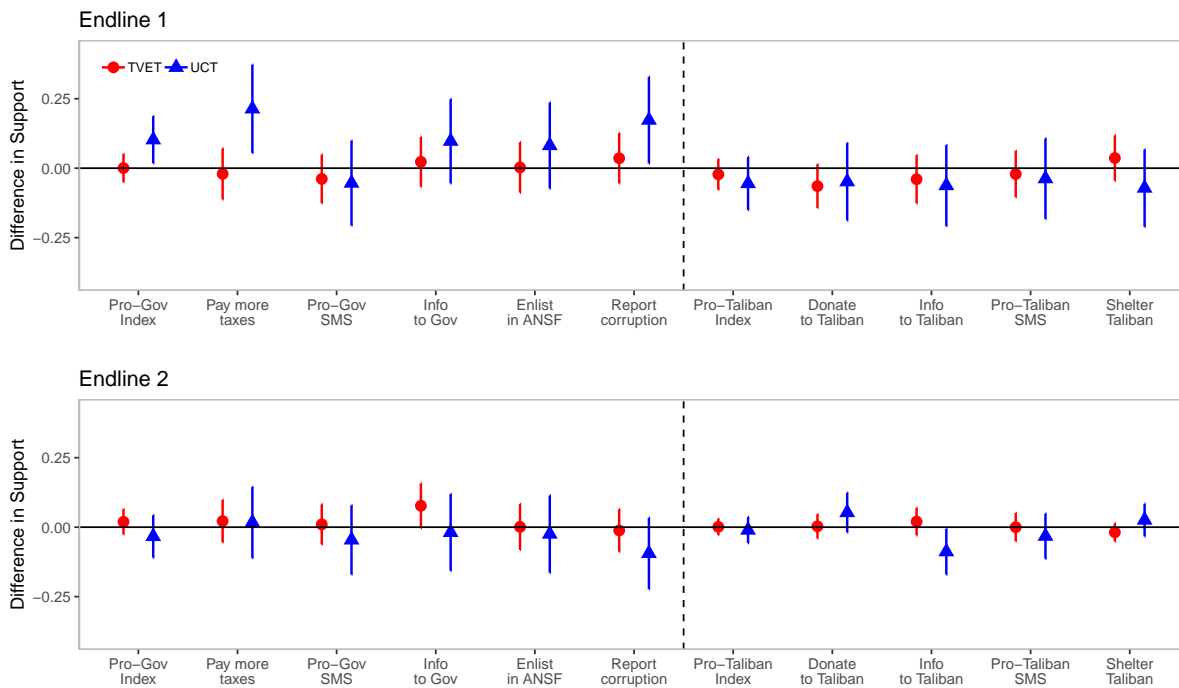 Endline 1
TVET UCT
Difference in Support
0.25
0.00
−0.25
Pro−Gov Pay more Pro−Gov Info Enlist Report Pro−Taliban Donate Info Pro−Taliban Shelter
Index taxes SMS to Gov in ANSF corruption Index to Taliban to Taliban SMS Taliban
Endline 2
Difference in Support
0.25
0.00
−0.25
Pro−Gov Pay more Pro−Gov Info Enlist Report Pro−Taliban Donate Info Pro−Taliban Shelter
Index taxes SMS to Gov in ANSF corruption Index to Taliban to Taliban SMS Taliban